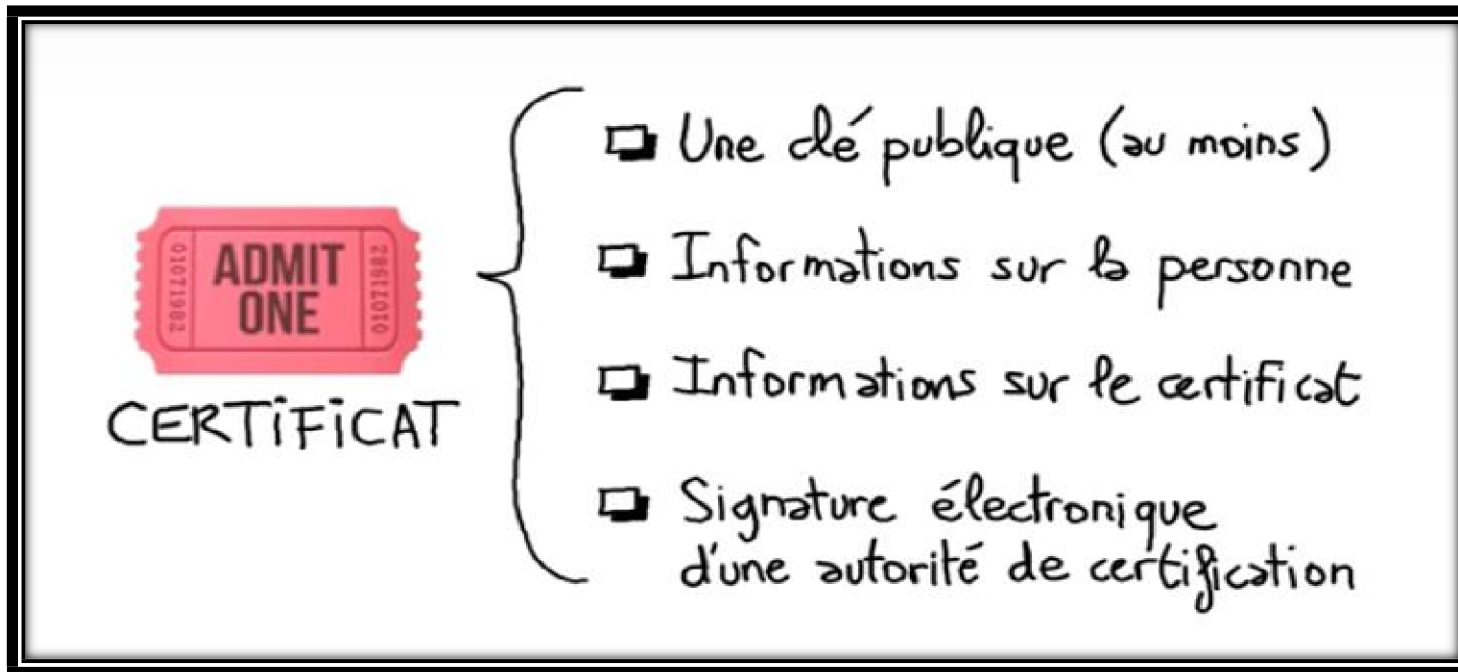 Une clé publique (au moins)
Informations sur la personne
ADMIT
ONE
01071982
01071982
CERTiFiCAT
Informations sur le certificat
Signature électronique
d'une autorité de certification